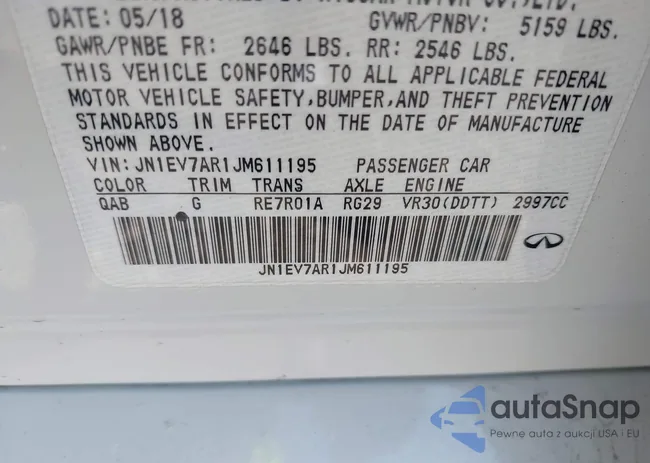 DATE: 05/18 GVWR/PNBV: 5159 LBS.
GAWR/PNBE FR: 2646 LBS. RR: 2546 LBS.
THIS VEHICLE CONFORMS TO ALL APPLICABLE FEDERAL
MOTOR VEHICLE SAFETY,BUMPER,AND THEFT PREVENTION
STANDARDS IN EFFECT ON THE DATE OF MANUFACTURE
SHOWN ABOVE.
VIN:JN1EV7AR1JM611195 PASSENGER CAR
COLOR TRIM TRANS AXLE ENGINE
QAB G RE7R01A RG29 VR30(DDTT) 2997CC
JN1EV7AR1JM611195
autaSnap
Pewne auta z aukcji USA i EU